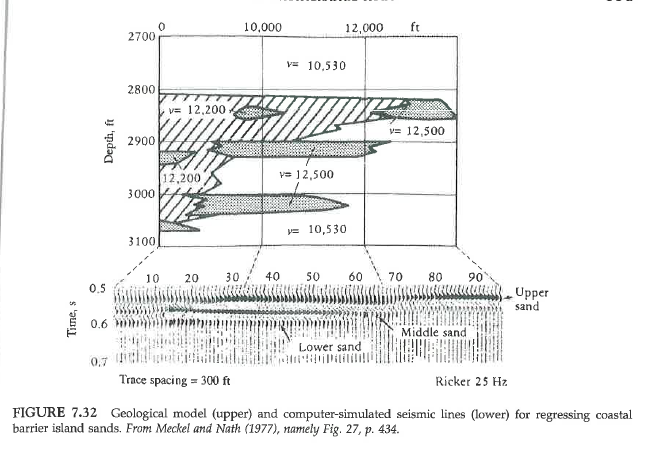 0 10,000 12,000 ft
2700
v= 10,530
2800
v= 12,200
v= 12,500
2900
Depth, ft
12,200
v= 12,500
3000
v= 10,530
3100
10 20 30 40 50 60 70 80 90
0.5
Upper
sand
Time, s
0.6
Middle sand
Lower sand
0.7
Trace spacing = 300 ft Ricker 25 Hz
FIGURE 7.32 Geological model (upper) and computer-simulated seismic lines (lower) for regressing coastal
barrier island sands. From Meckel and Nath (1977), namely Fig. 27, p. 434.